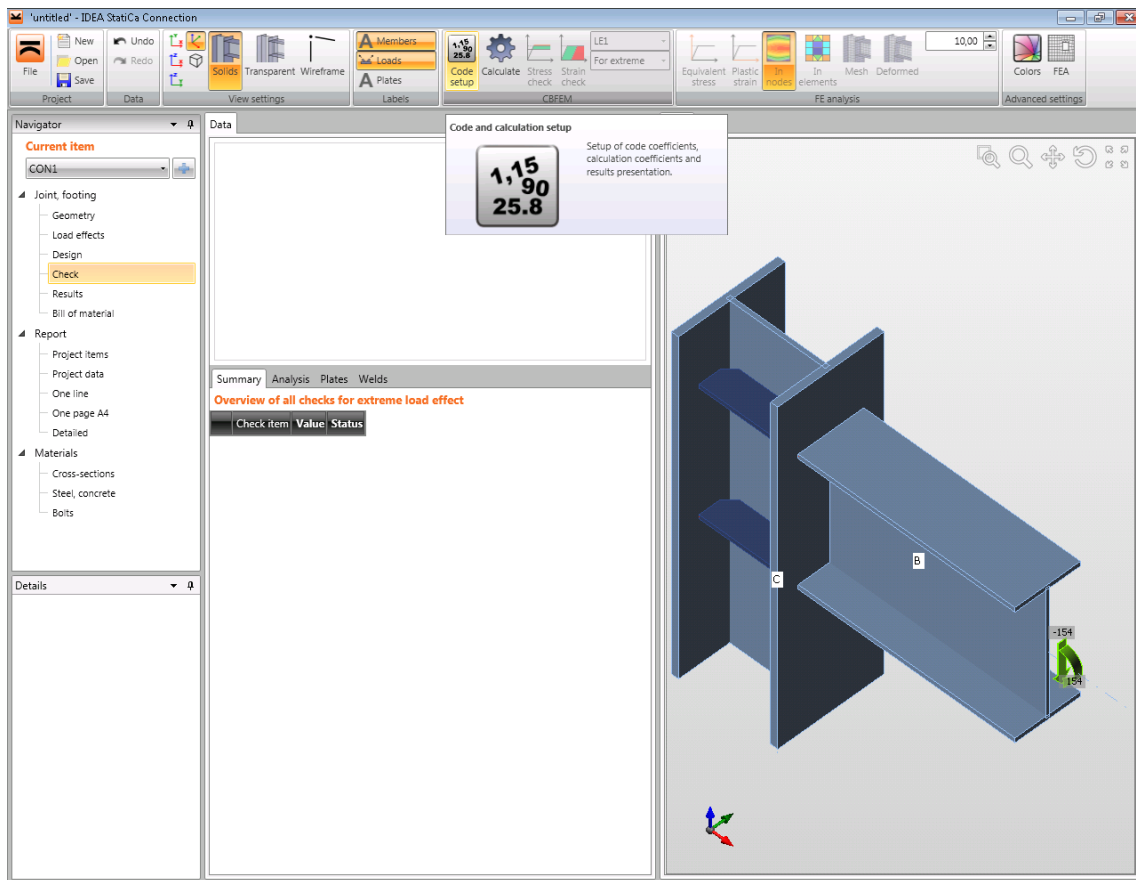 'untitled' - IDEA StatiCa Connection
File
New
Open
Save
Project
Undo
Redo
Data
Solids
Transparent
Wireframe
View settings
A Members
Loads
A Plates
Labels
1,15
90
25.8
Code
setup
Calculate
Stress
check
Strain
check
LE1
For extreme
CBFEM
Equivalent
stress
Plastic
strain
In
nodes
In
elements
Mesh
Deformed
10,00
FE analysis
Colors
FEA
Advanced settings
Navigator
Current item
CON1
Joint, footing
Geometry
Load effects
Design
Check
Results
Bill of material
Report
Project items
Project data
One line
One page A4
Detailed
Materials
Cross-sections
Steel, concrete
Bolts
Details
Data
Code and calculation setup
1,15
90
25.8
Setup of code coefficients,
calculation coefficients and
results presentation.
Summary Analysis Plates Welds
Overview of all checks for extreme load effect
Check item Value Status
B
C
-154
154